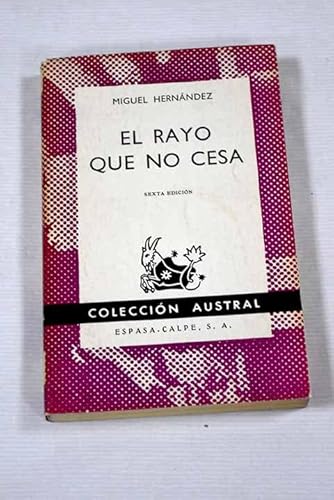 MIGUEL HERNÁNDEZ
EL RAYO
QUE NO CESA
SEXTA EDICIÓN
COLECCIÓN AUSTRAL
ESPASA-CALPE, S. A.